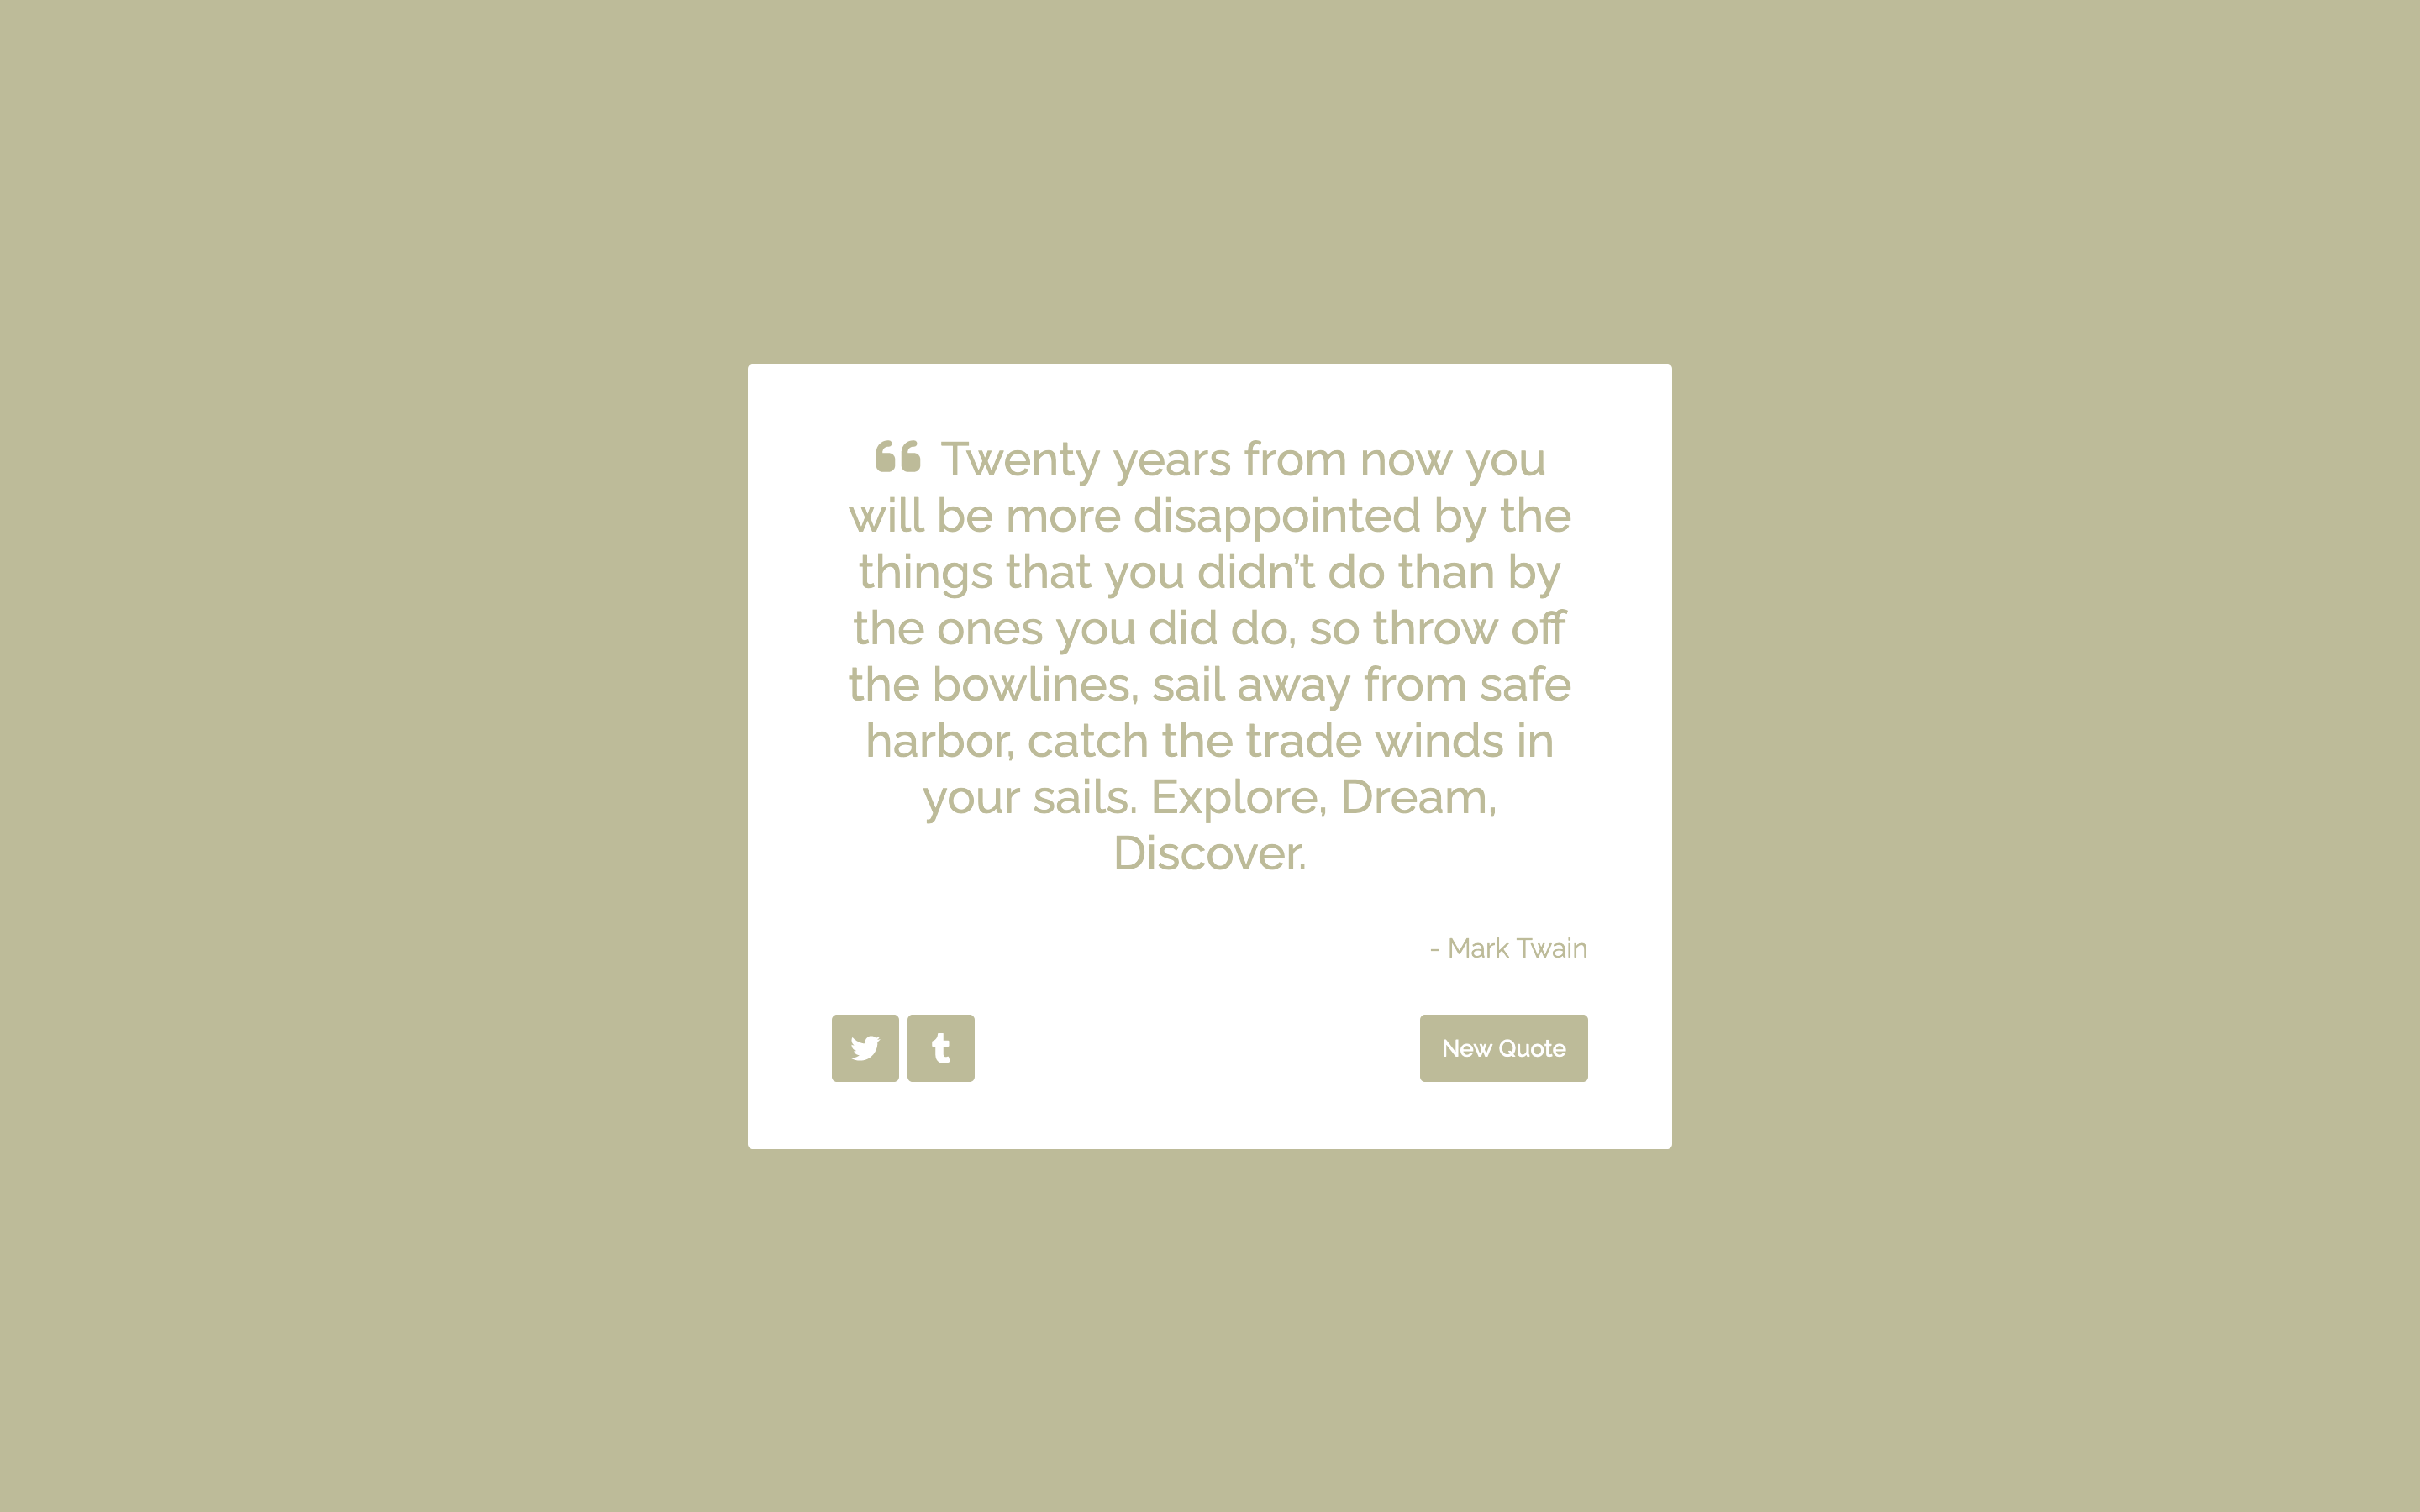 “ Twenty years from now you
will be more disappointed by the
things that you didn’t do than by
the ones you did do, so throw off
the bowlines, sail away from safe
harbor, catch the trade winds in
your sails. Explore, Dream,
Discover.
- Mark Twain
New Quote